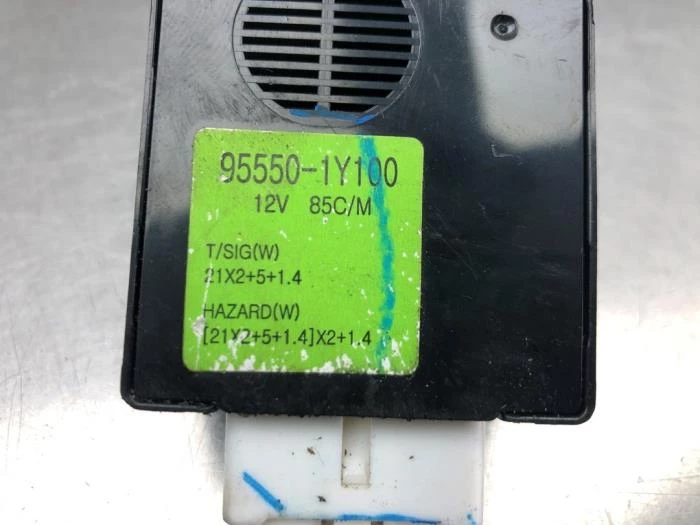 95550-1Y100
12V 85C/M
T/SIG(W)
21X2+5+1.4
HAZARD(W)
[21X2+5+1.4]X2+1.4